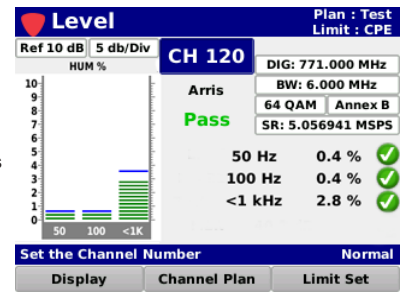 Level
Plan : Test
Limit : CPE
Ref 10 dB
5 db/Div
CH 120
HUM %
DIG: 771.000 MHz
BW: 6.000 MHz
Arris
64 QAM
Annex B
Pass
SR: 5.056941 MSPS
10
9
8
7
6
5
4
3
2
1
0
50
100
<1K
50 Hz 0.4 %
100 Hz 0.4 %
<1 kHz 2.8 %
s
Set the Channel Number
Normal
Display
Channel Plan
Limit Set